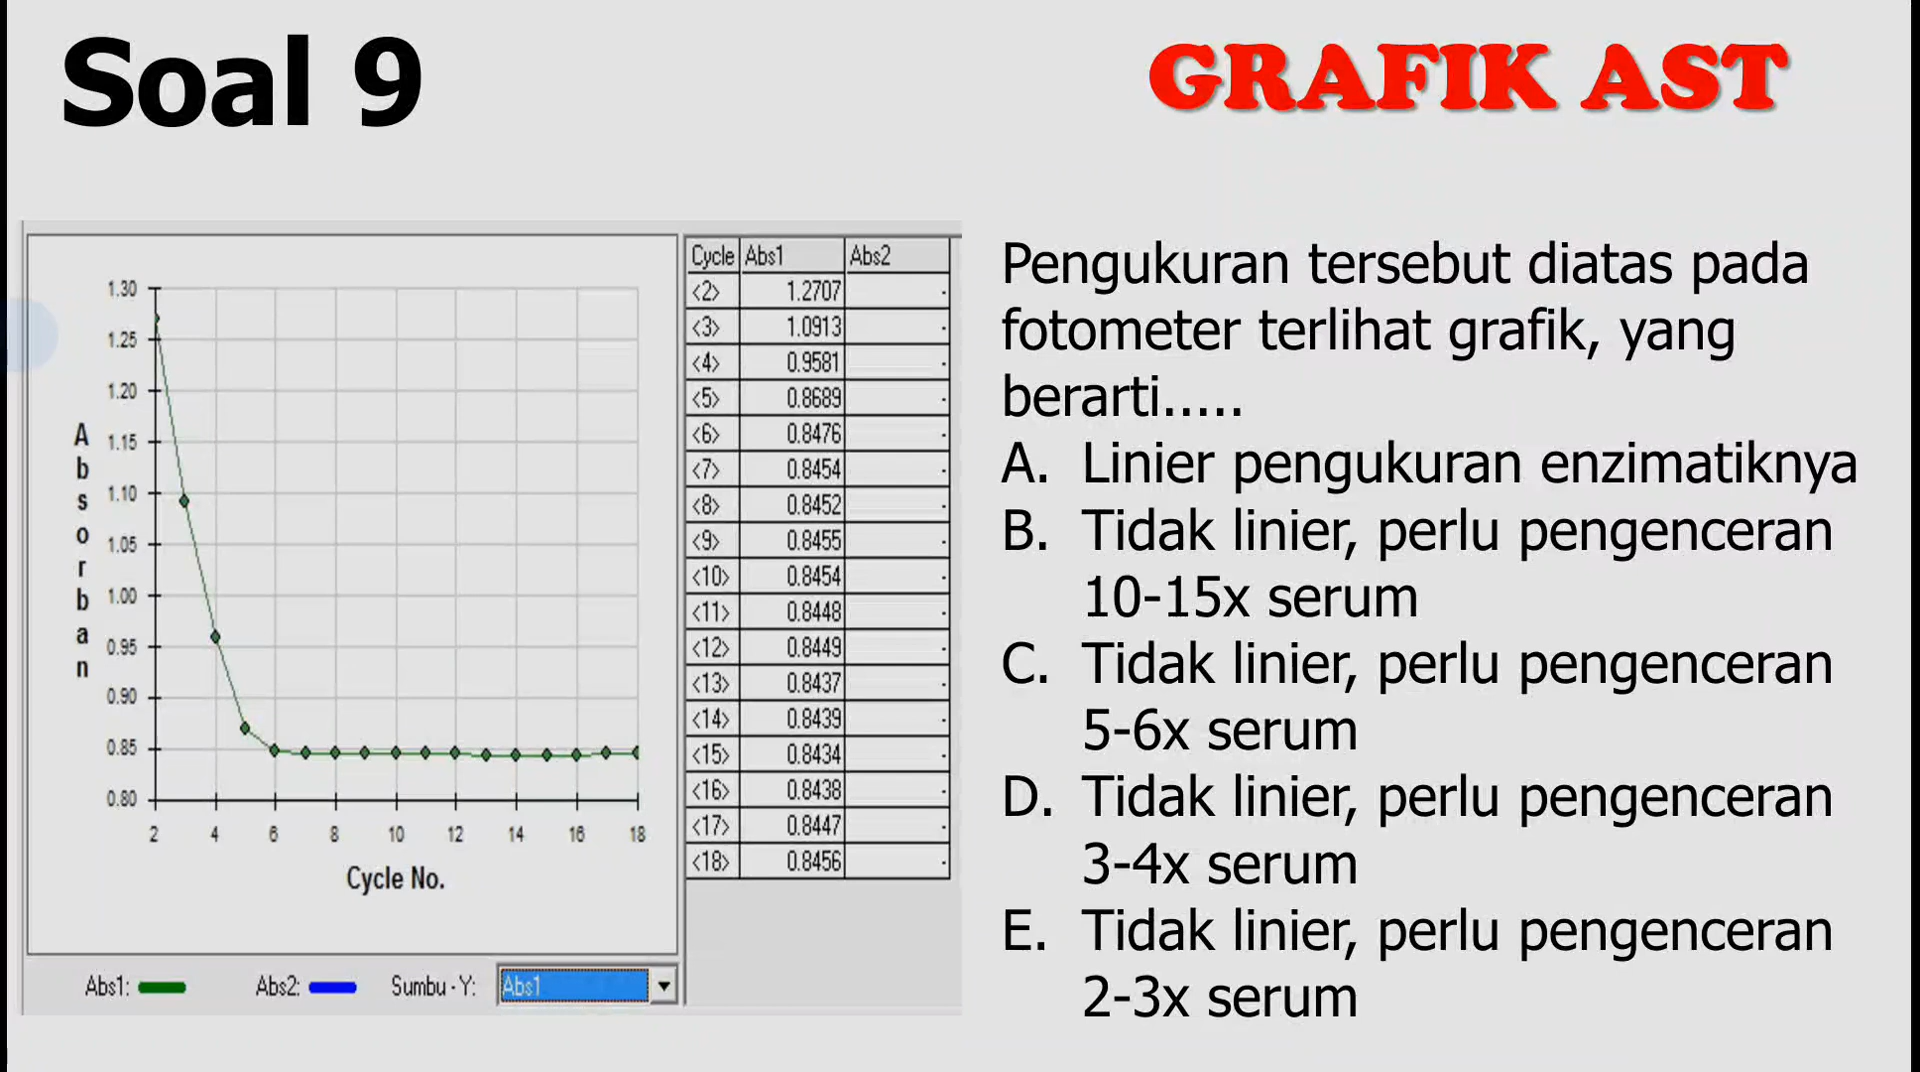 Soal 9
GRAFIK AST
1.30
1.25
1.20
1.15
1.10
1.05
1.00
0.95
0.90
0.85
0.80
Absorban
2 4 6 8 10 12 14 16 18
Cycle No.
Abs1: Abs2: Sumbu - Y: Abs1
Cycle Abs1 Abs2
<2> 1.2707 -
<3> 1.0913 -
<4> 0.9581 -
<5> 0.8689 -
<6> 0.8476 -
<7> 0.8454 -
<8> 0.8452 -
<9> 0.8455 -
<10> 0.8454 -
<11> 0.8448 -
<12> 0.8449 -
<13> 0.8437 -
<14> 0.8439 -
<15> 0.8434 -
<16> 0.8438 -
<17> 0.8447 -
<18> 0.8456 -
Pengukuran tersebut diatas pada
fotometer terlihat grafik, yang
berarti.....
A. Linier pengukuran enzimatiknya
B. Tidak linier, perlu pengenceran
10-15x serum
C. Tidak linier, perlu pengenceran
5-6x serum
D. Tidak linier, perlu pengenceran
3-4x serum
E. Tidak linier, perlu pengenceran
2-3x serum